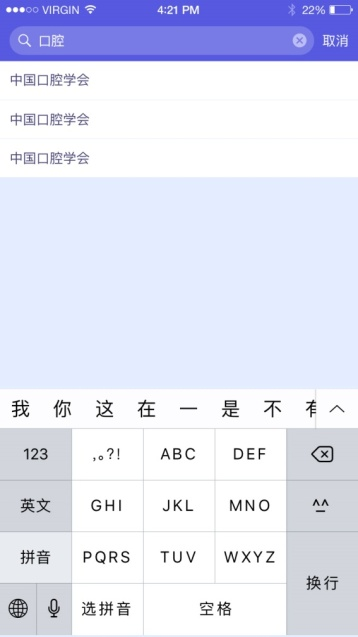 VIRGIN 4:21 PM 22%
口腔 取消
中国口腔学会
中国口腔学会
中国口腔学会
我 你 这 在 一 是 不 有
123 ,。?! ABC DEF
英文 GHI JKL MNO ^^
拼音 PQRS TUV WXYZ 换行
选拼音 空格